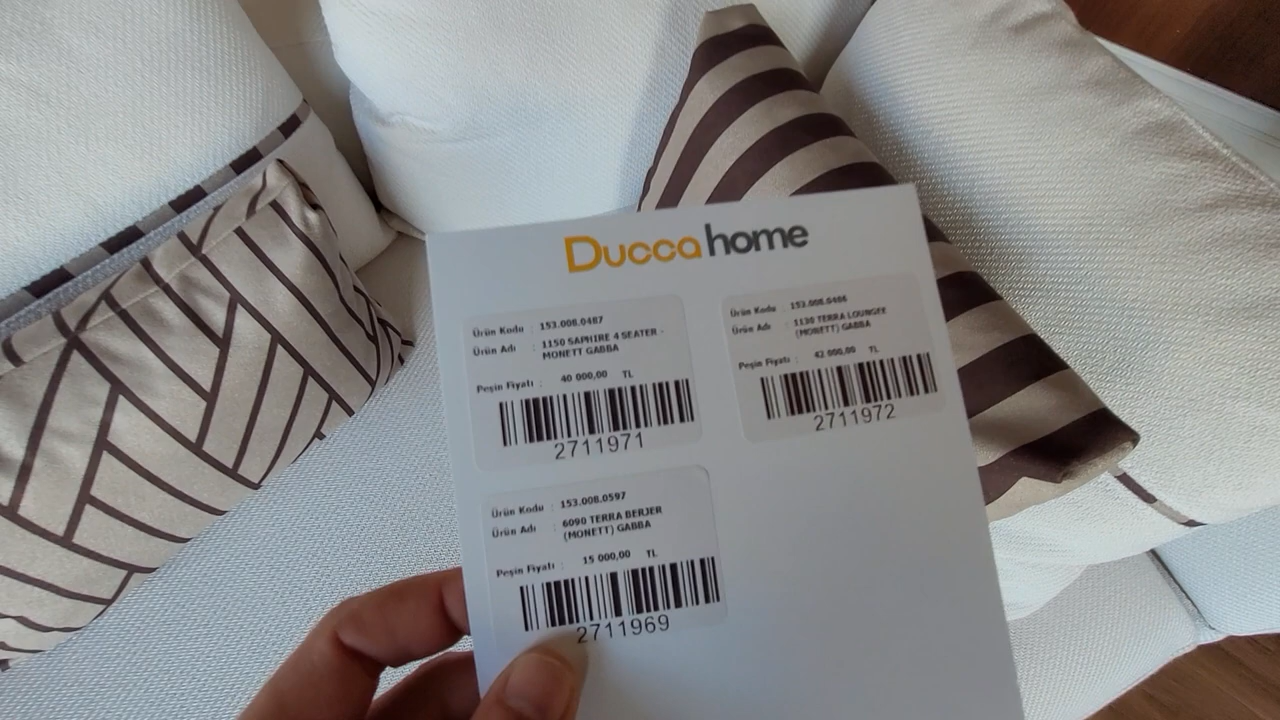 Ducca home
Ürün Kodu : 153.008.0487
Ürün Adı : 1150 SAPHIRE 4 SEATER -
MONETT GABBA
Peşin Fiyatı : 40 000,00 TL
2711971
Ürün Kodu : 153.008.0486
Ürün Adı : 1130 TERRA LOUNGEE
(MONETT) GABBA
Peşin Fiyatı : 42 000,00 TL
2711972
Ürün Kodu : 153.008.0597
Ürün Adı : 6090 TERRA BERJER
(MONETT) GABBA
Peşin Fiyatı : 15 000,00 TL
2711969